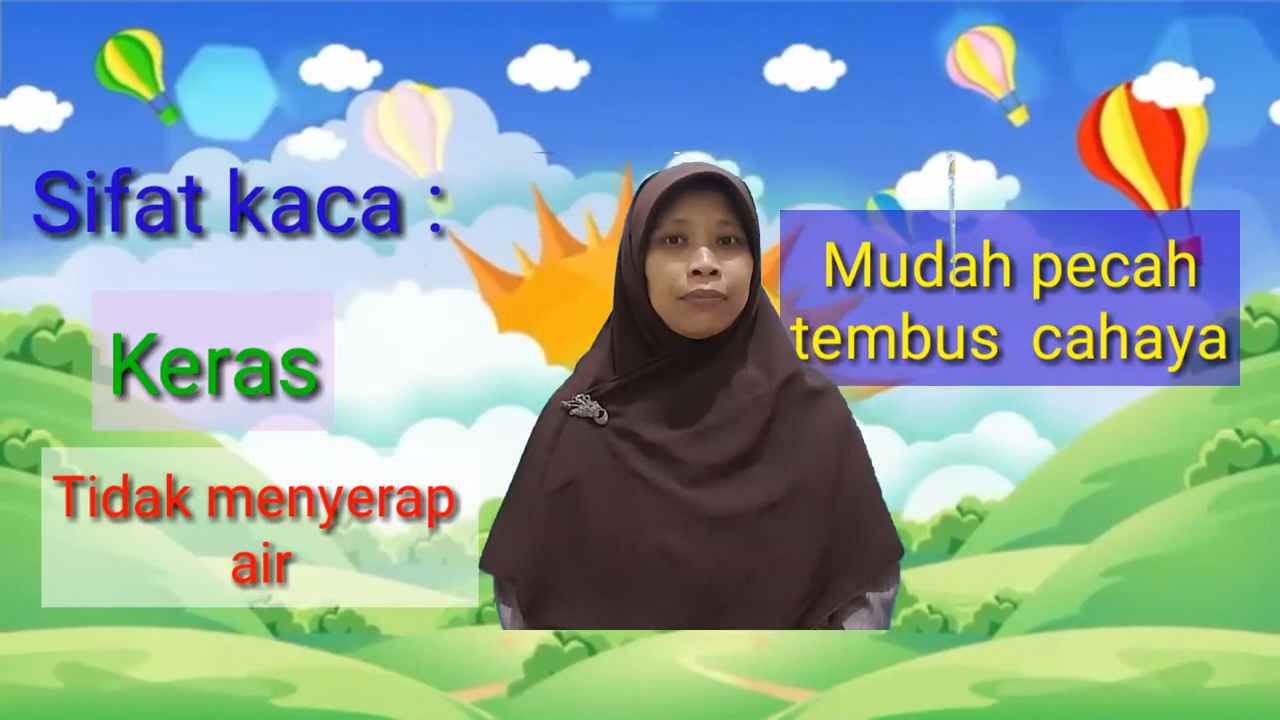 Sifat kaca :
Keras
Tidak menyerap
air
Mudah pecah
tembus cahaya